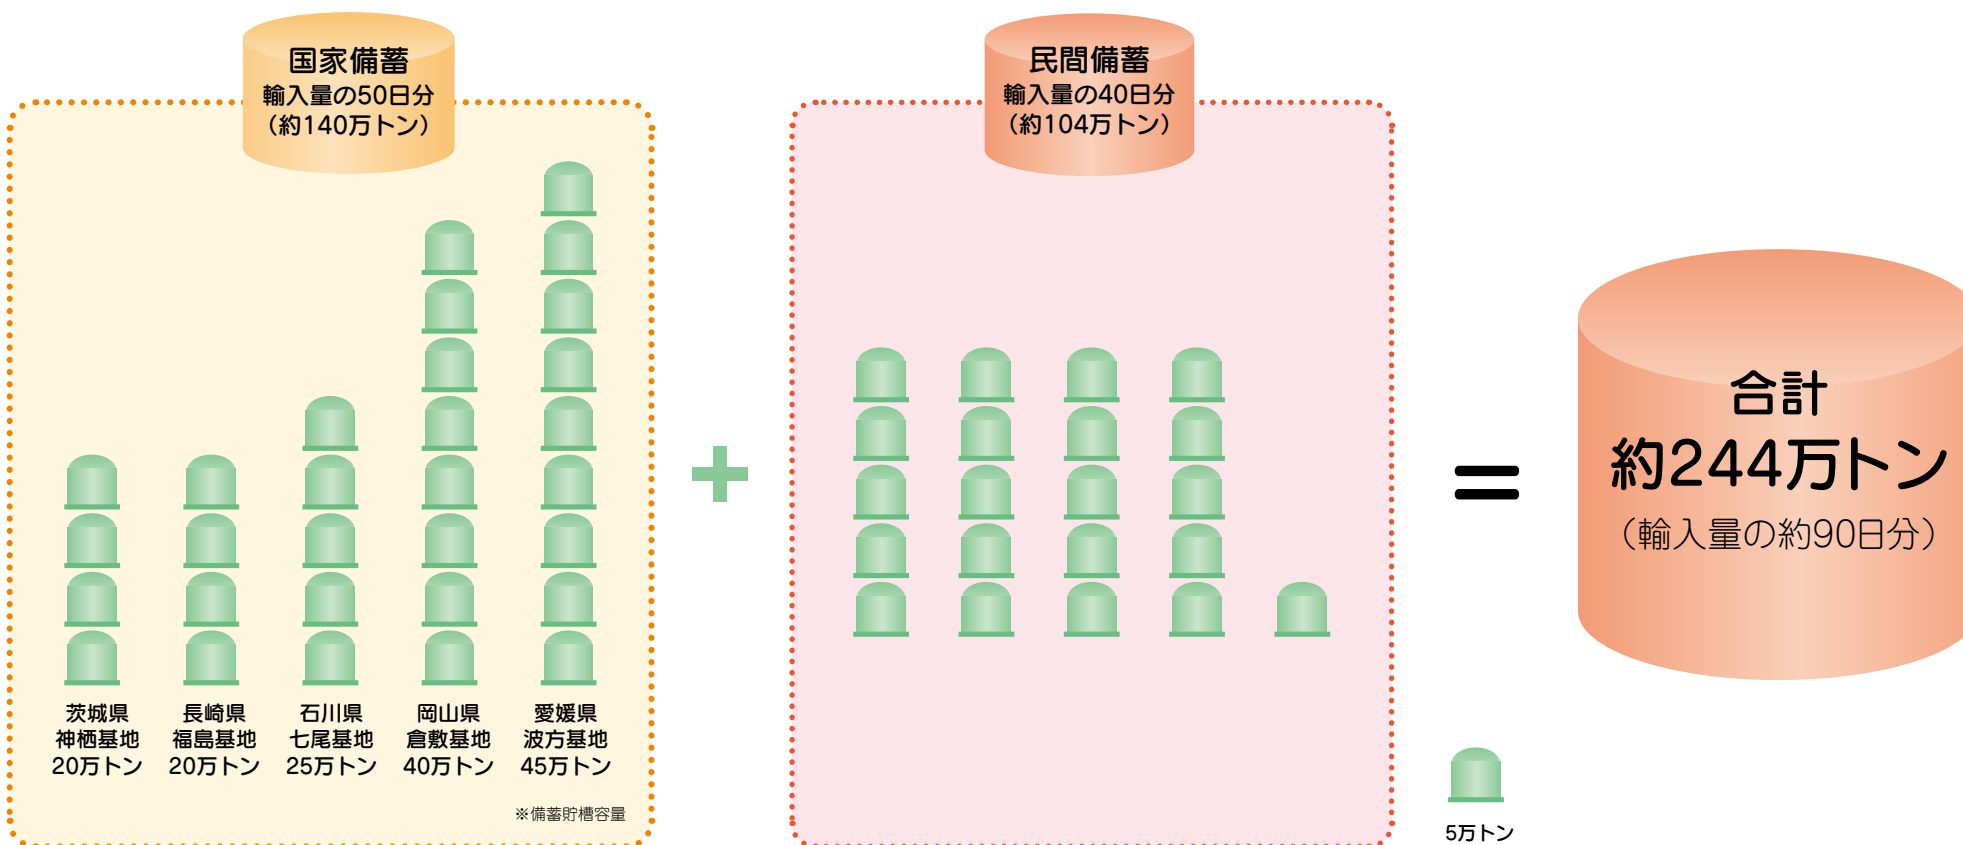 国家備蓄
輸入量の50日分
（約140万トン）
民間備蓄
輸入量の40日分
（約104万トン）
茨城県
神栖基地
20万トン
長崎県
福島基地
20万トン
石川県
七尾基地
25万トン
岡山県
倉敷基地
40万トン
愛媛県
波方基地
45万トン
※備蓄貯槽容量
+
=
合計
約244万トン
（輸入量の約90日分）
5万トン